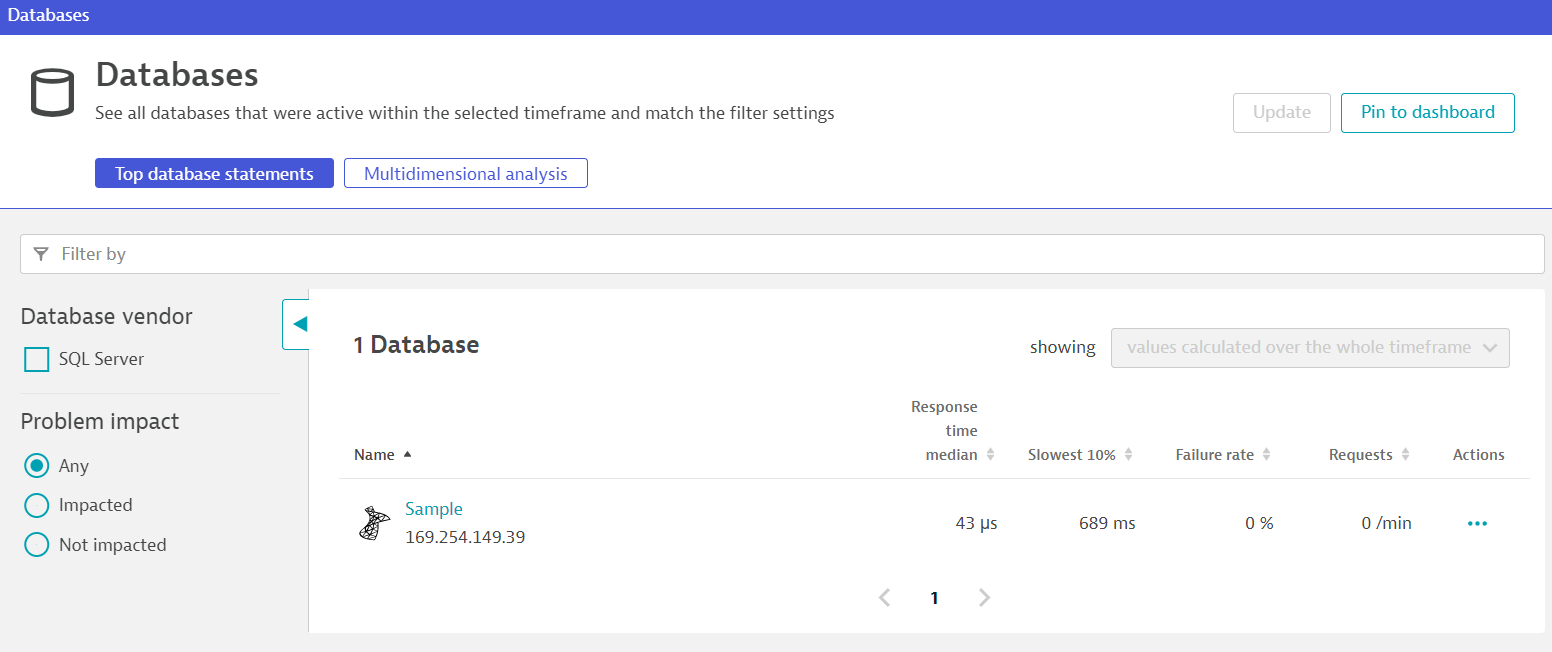 Databases
Databases
See all databases that were active within the selected timeframe and match the filter settings
Update
Pin to dashboard
Top database statements
Multidimensional analysis
Filter by
Database vendor
SQL Server
Problem impact
Any
Impacted
Not impacted
1 Database
showing
values calculated over the whole timeframe
Name
Response
time
median
Slowest 10%
Failure rate
Requests
Actions
Sample
169.254.149.39
43 µs
689 ms
0 %
0 /min
1